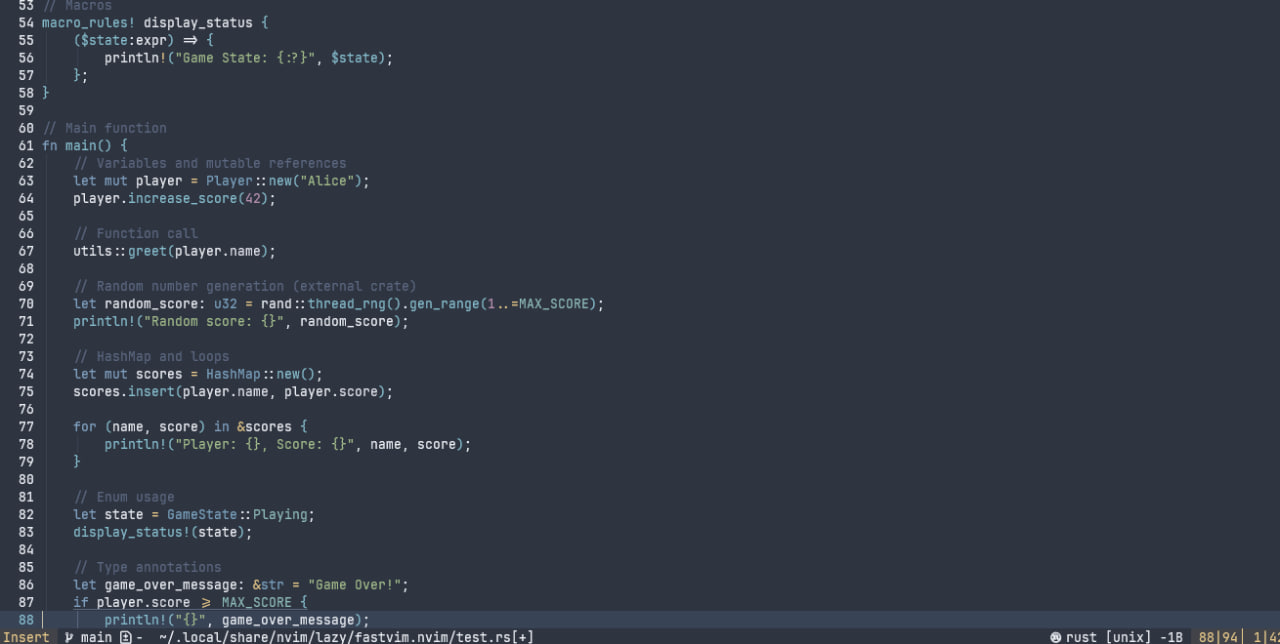 53 // Macros
54 macro_rules! display_status {
55     ($state:expr) => {
56         println!("Game State: {:?}", $state);
57     };
58 }
59
60 // Main function
61 fn main() {
62     // Variables and mutable references
63     let mut player = Player::new("Alice");
64     player.increase_score(42);
65
66     // Function call
67     utils::greet(player.name);
68
69     // Random number generation (external crate)
70     let random_score: u32 = rand::thread_rng().gen_range(1..=MAX_SCORE);
71     println!("Random score: {}", random_score);
72
73     // HashMap and loops
74     let mut scores = HashMap::new();
75     scores.insert(player.name, player.score);
76
77     for (name, score) in &scores {
78         println!("Player: {}, Score: {}", name, score);
79     }
80
81     // Enum usage
82     let state = GameState::Playing;
83     display_status!(state);
84
85     // Type annotations
86     let game_over_message: &str = "Game Over!";
87     if player.score >= MAX_SCORE {
88         println!("{}", game_over_message);
Insert main - ~/.local/share/nvim/lazy/fastvim.nvim/test.rs[+] rust [unix] -1B 88|94| 1|42